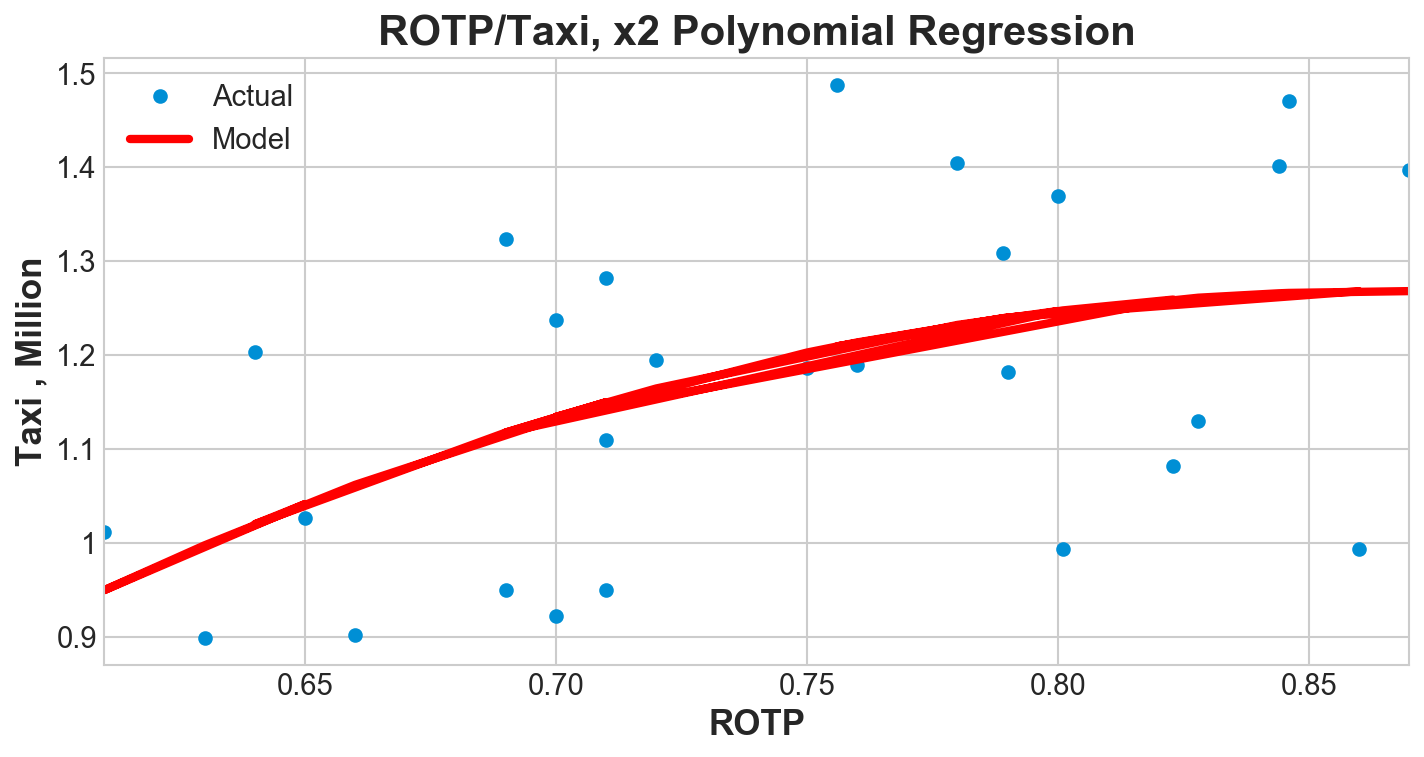 ROTP/Taxi, x2 Polynomial Regression
Actual
Model
Taxi , Million
1.5
1.4
1.3
1.2
1.1
1
0.9
0.65 0.70 0.75 0.80 0.85
ROTP